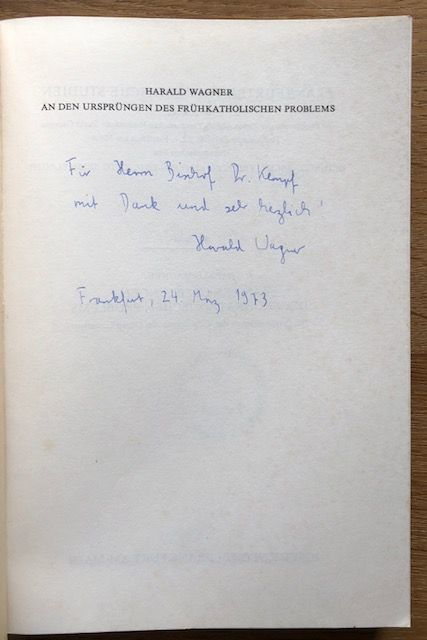 HARALD WAGNER
AN DEN URSPRÜNGEN DES FRÜHKATHOLISCHEN PROBLEMS
Für Herrn Bischof Dr. Kempf
mit Dank und sehr herzlich!
Harald Wagner
Frankfurt, 24. März 1973